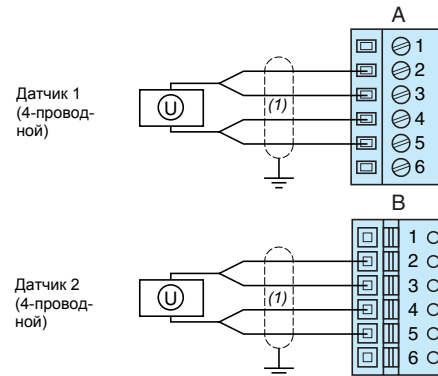 A
1
2
3
4
5
6
Датчик 1
(4-провод-
ной)
U
(1)
B
1
2
3
4
5
6
Датчик 2
(4-провод-
ной)
U
(1)